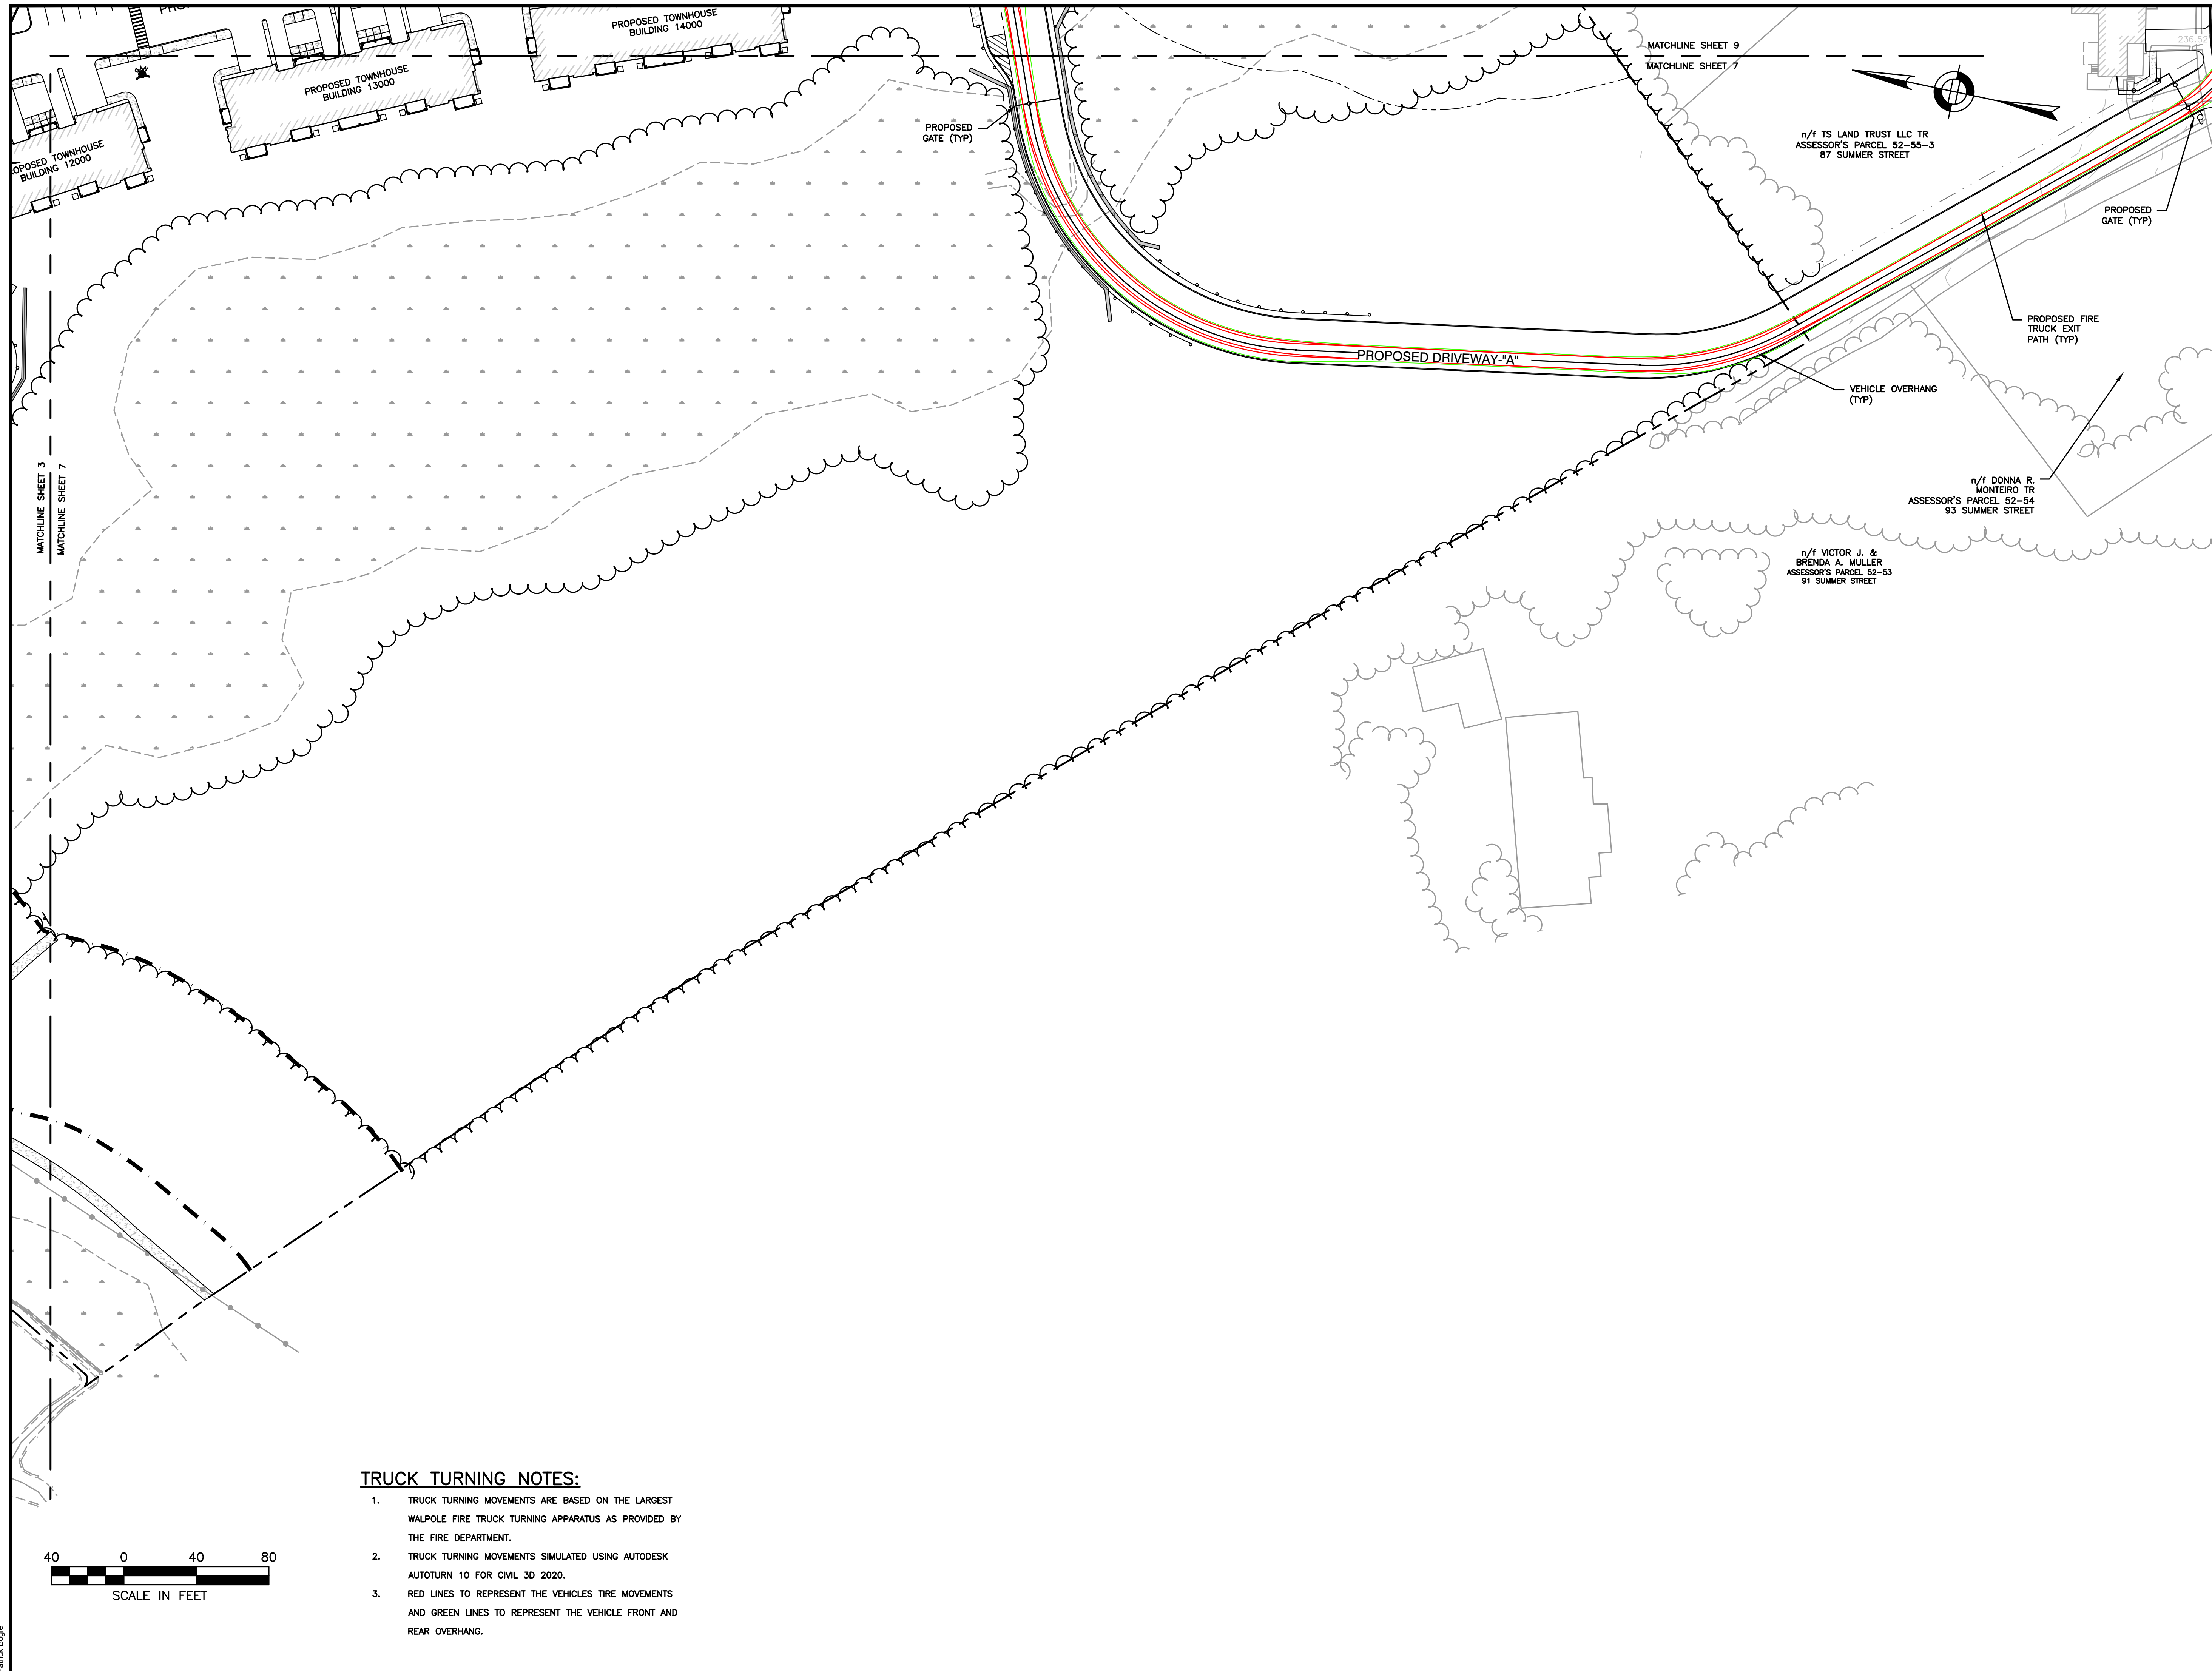 PROPOSED TOWNHOUSE
BUILDING 14000
PROPOSED TOWNHOUSE
BUILDING 13000
OPOSED TOWNHOUSE
BUILDING 12000
MATCHLINE SHEET 9
MATCHLINE SHEET 7
236.52
PROPOSED
GATE (TYP)
n/f TS LAND TRUST LLC TR
ASSESSOR'S PARCEL 52-55-3
87 SUMMER STREET
PROPOSED
GATE (TYP)
PROPOSED FIRE
TRUCK EXIT
PATH (TYP)
PROPOSED DRIVEWAY-"A"
VEHICLE OVERHANG
(TYP)
MATCHLINE SHEET 3
MATCHLINE SHEET 7
n/f DONNA R.
MONTEIRO TR
ASSESSOR'S PARCEL 52-54
93 SUMMER STREET
n/f VICTOR J. &
BRENDA A. MULLER
ASSESSOR'S PARCEL 52-53
91 SUMMER STREET
TRUCK TURNING NOTES:
1. TRUCK TURNING MOVEMENTS ARE BASED ON THE LARGEST
WALPOLE FIRE TRUCK TURNING APPARATUS AS PROVIDED BY
THE FIRE DEPARTMENT.
2. TRUCK TURNING MOVEMENTS SIMULATED USING AUTODESK
AUTOTURN 10 FOR CIVIL 3D 2020.
3. RED LINES TO REPRESENT THE VEHICLES TIRE MOVEMENTS
AND GREEN LINES TO REPRESENT THE VEHICLE FRONT AND
REAR OVERHANG.
40 0 40 80
SCALE IN FEET